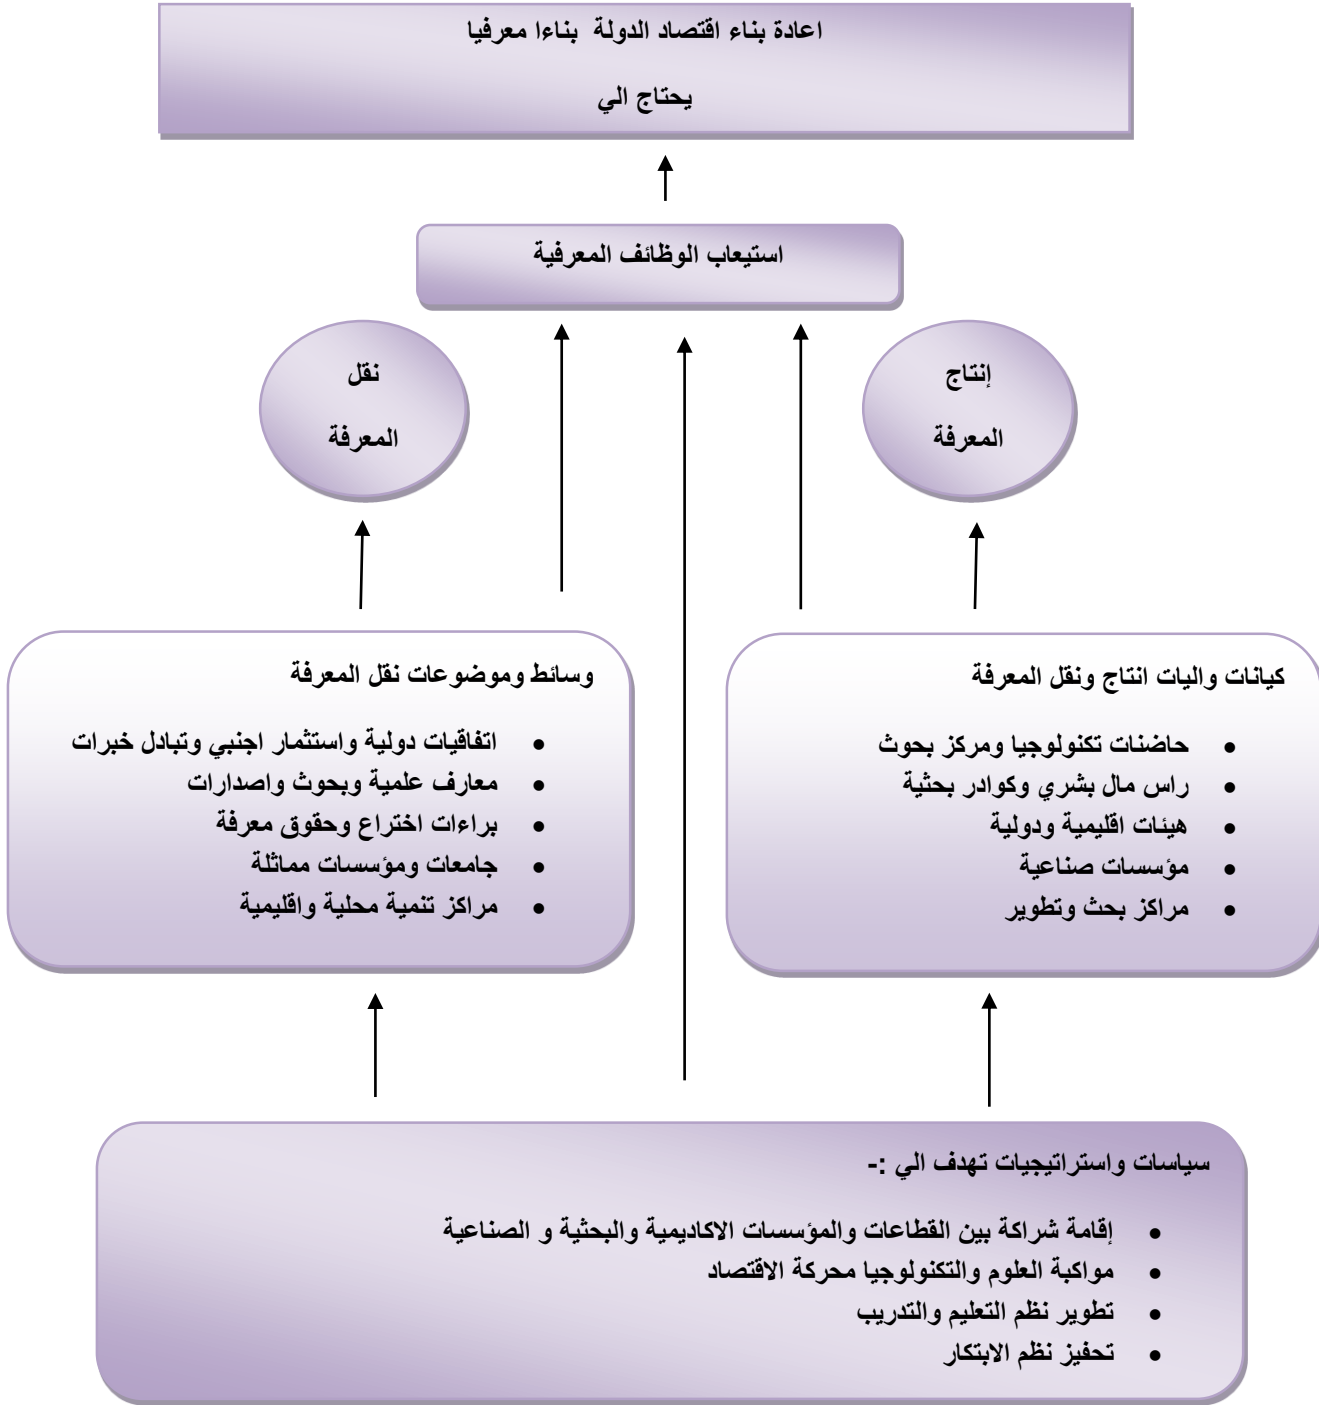 اعادة بناء اقتصاد الدولة بناءا معرفيا
يحتاج الي
استيعاب الوظائف المعرفية
إنتاج
المعرفة
نقل
المعرفة
كيانات واليات انتاج ونقل المعرفة
• حاضنات تكنولوجيا ومركز بحوث
• راس مال بشري وكوادر بحثية
• هيئات اقليمية ودولية
• مؤسسات صناعية
• مراكز بحث وتطوير
وسائط وموضوعات نقل المعرفة
• اتفاقيات دولية واستثمار اجنبي وتبادل خبرات
• معارف علمية وبحوث واصدارات
• براءات اختراع وحقوق معرفة
• جامعات ومؤسسات مماثلة
• مراكز تنمية محلية واقليمية
سياسات واستراتيجيات تهدف الي :-
• إقامة شراكة بين القطاعات والمؤسسات الاكاديمية والبحثية و الصناعية
• مواكبة العلوم والتكنولوجيا محركة الاقتصاد
• تطوير نظم التعليم والتدريب
• تحفيز نظم الابتكار